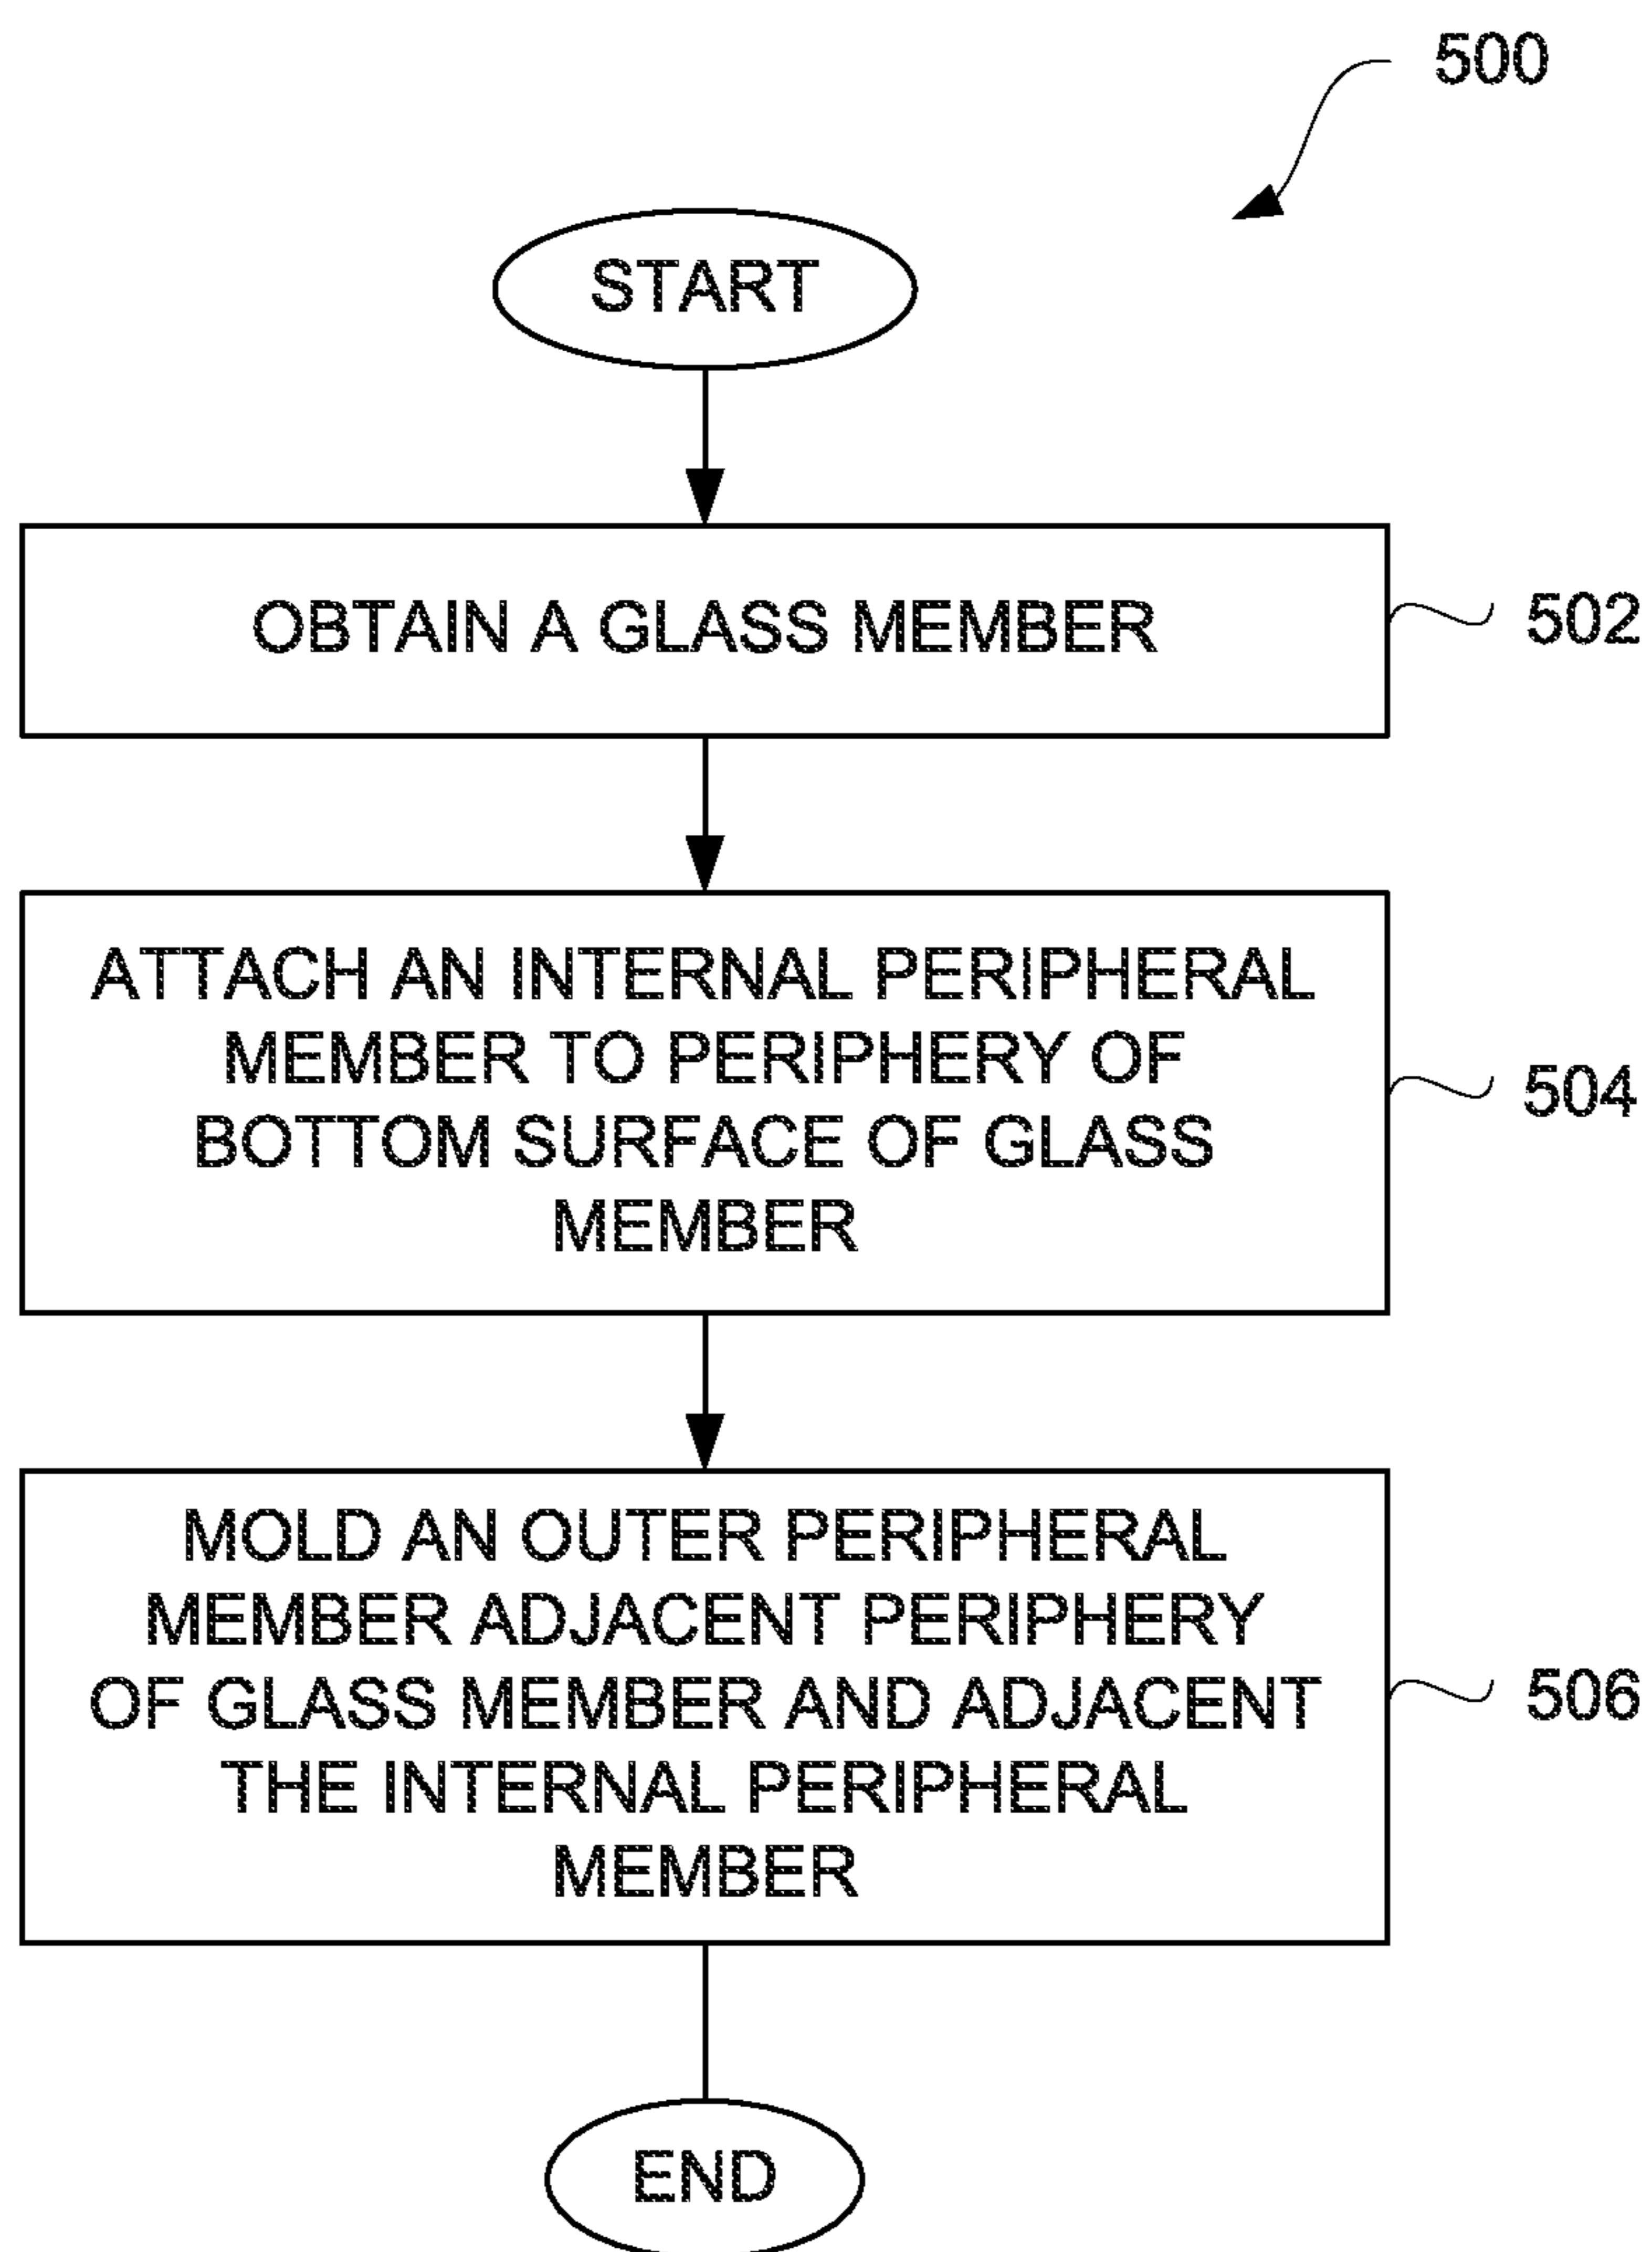 500
START
OBTAIN A GLASS MEMBER
502
ATTACH AN INTERNAL PERIPHERAL
MEMBER TO PERIPHERY OF
BOTTOM SURFACE OF GLASS
MEMBER
504
MOLD AN OUTER PERIPHERAL
MEMBER ADJACENT PERIPHERY
OF GLASS MEMBER AND ADJACENT
THE INTERNAL PERIPHERAL
MEMBER
506
END